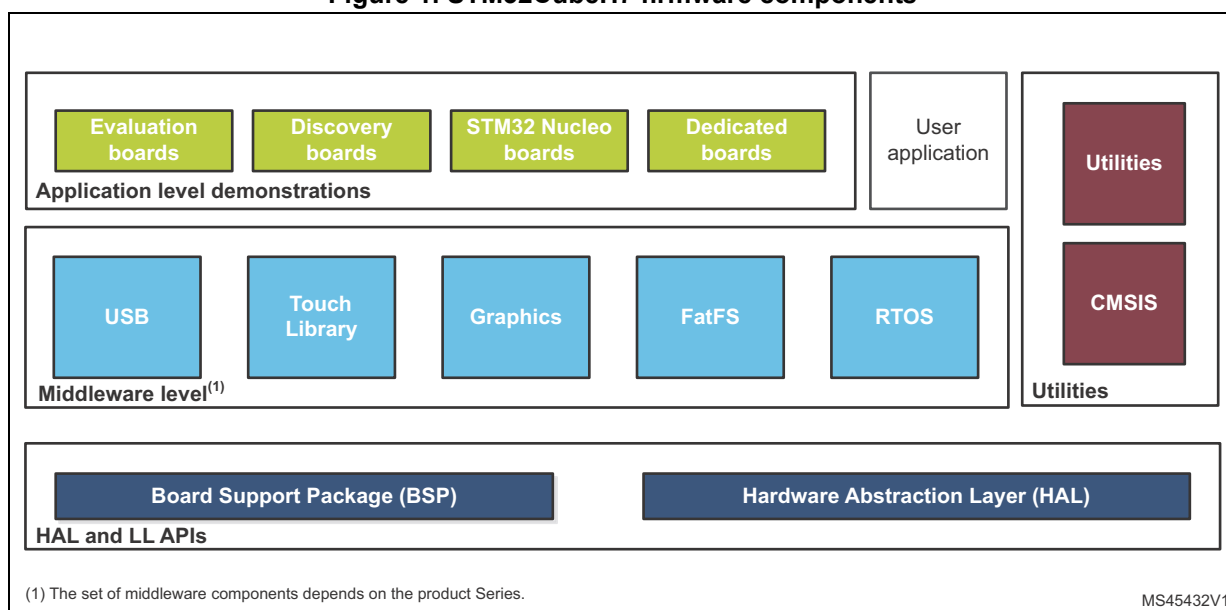 Evaluation
boards
Discovery
boards
STM32 Nucleo
boards
Dedicated
boards
Application level demonstrations
User
application
Utilities
CMSIS
Utilities
USB
Touch
Library
Graphics
FatFS
RTOS
Middleware level(1)
Board Support Package (BSP)
Hardware Abstraction Layer (HAL)
HAL and LL APIs
(1) The set of middleware components depends on the product Series.
MS45432V1